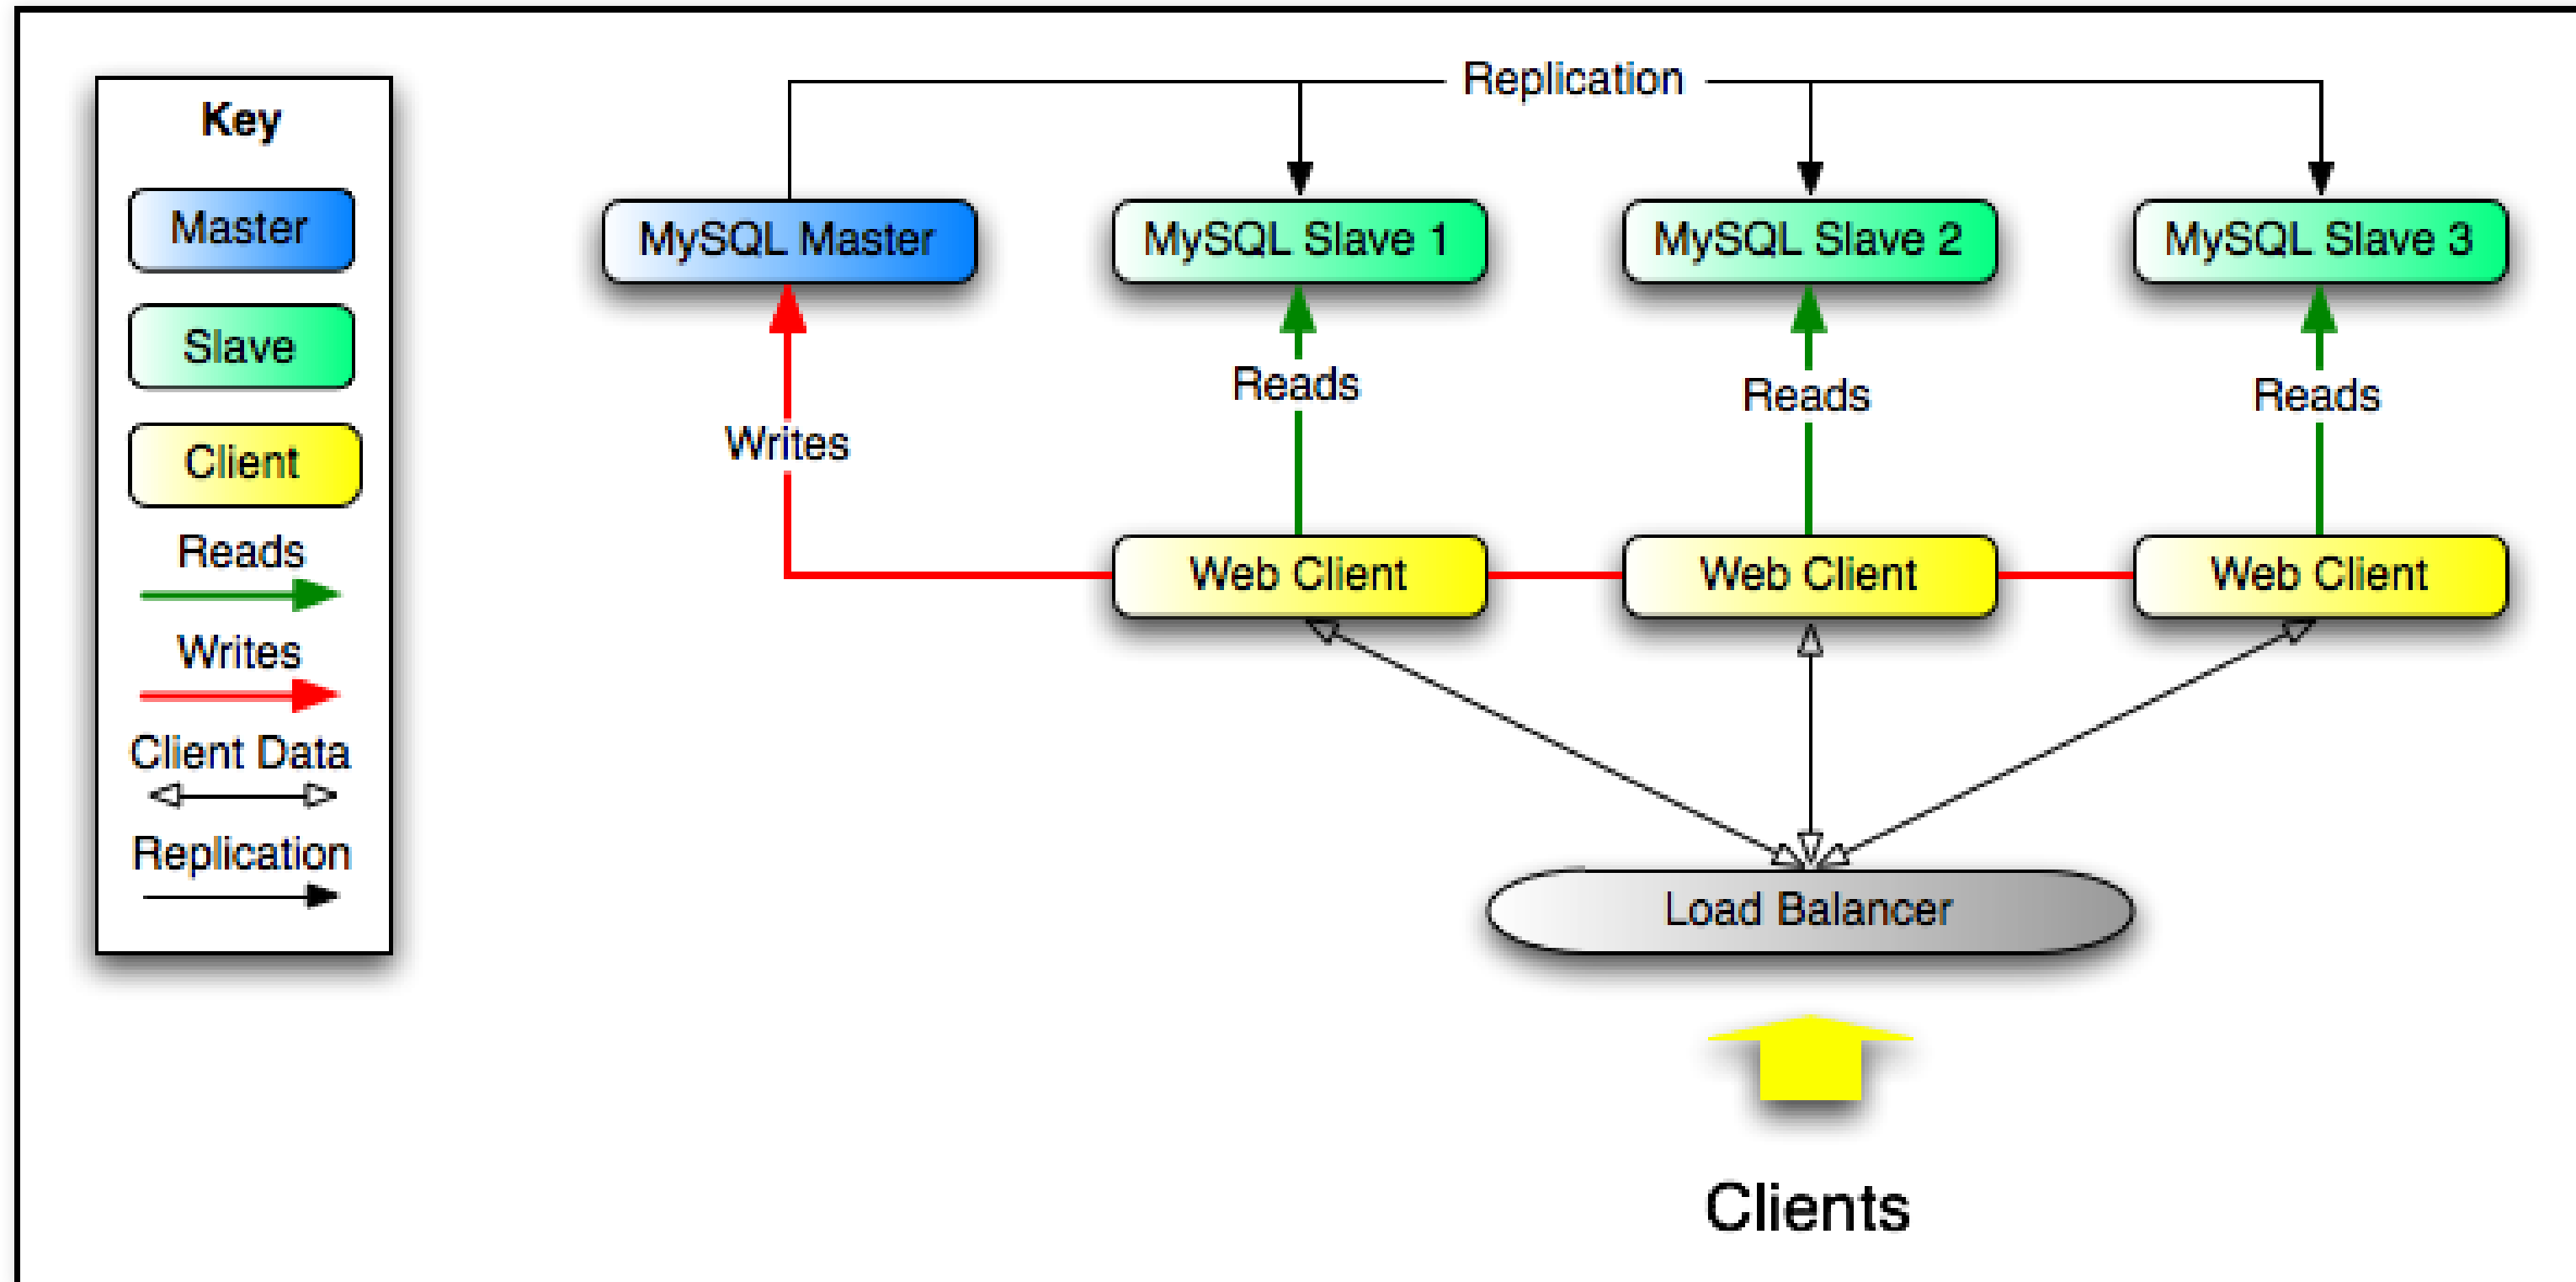 Key
Master
Slave
Client
Reads
Writes
Client Data
Replication
Replication
MySQL Master
MySQL Slave 1
MySQL Slave 2
MySQL Slave 3
Writes
Reads
Reads
Reads
Web Client
Web Client
Web Client
Load Balancer
Clients